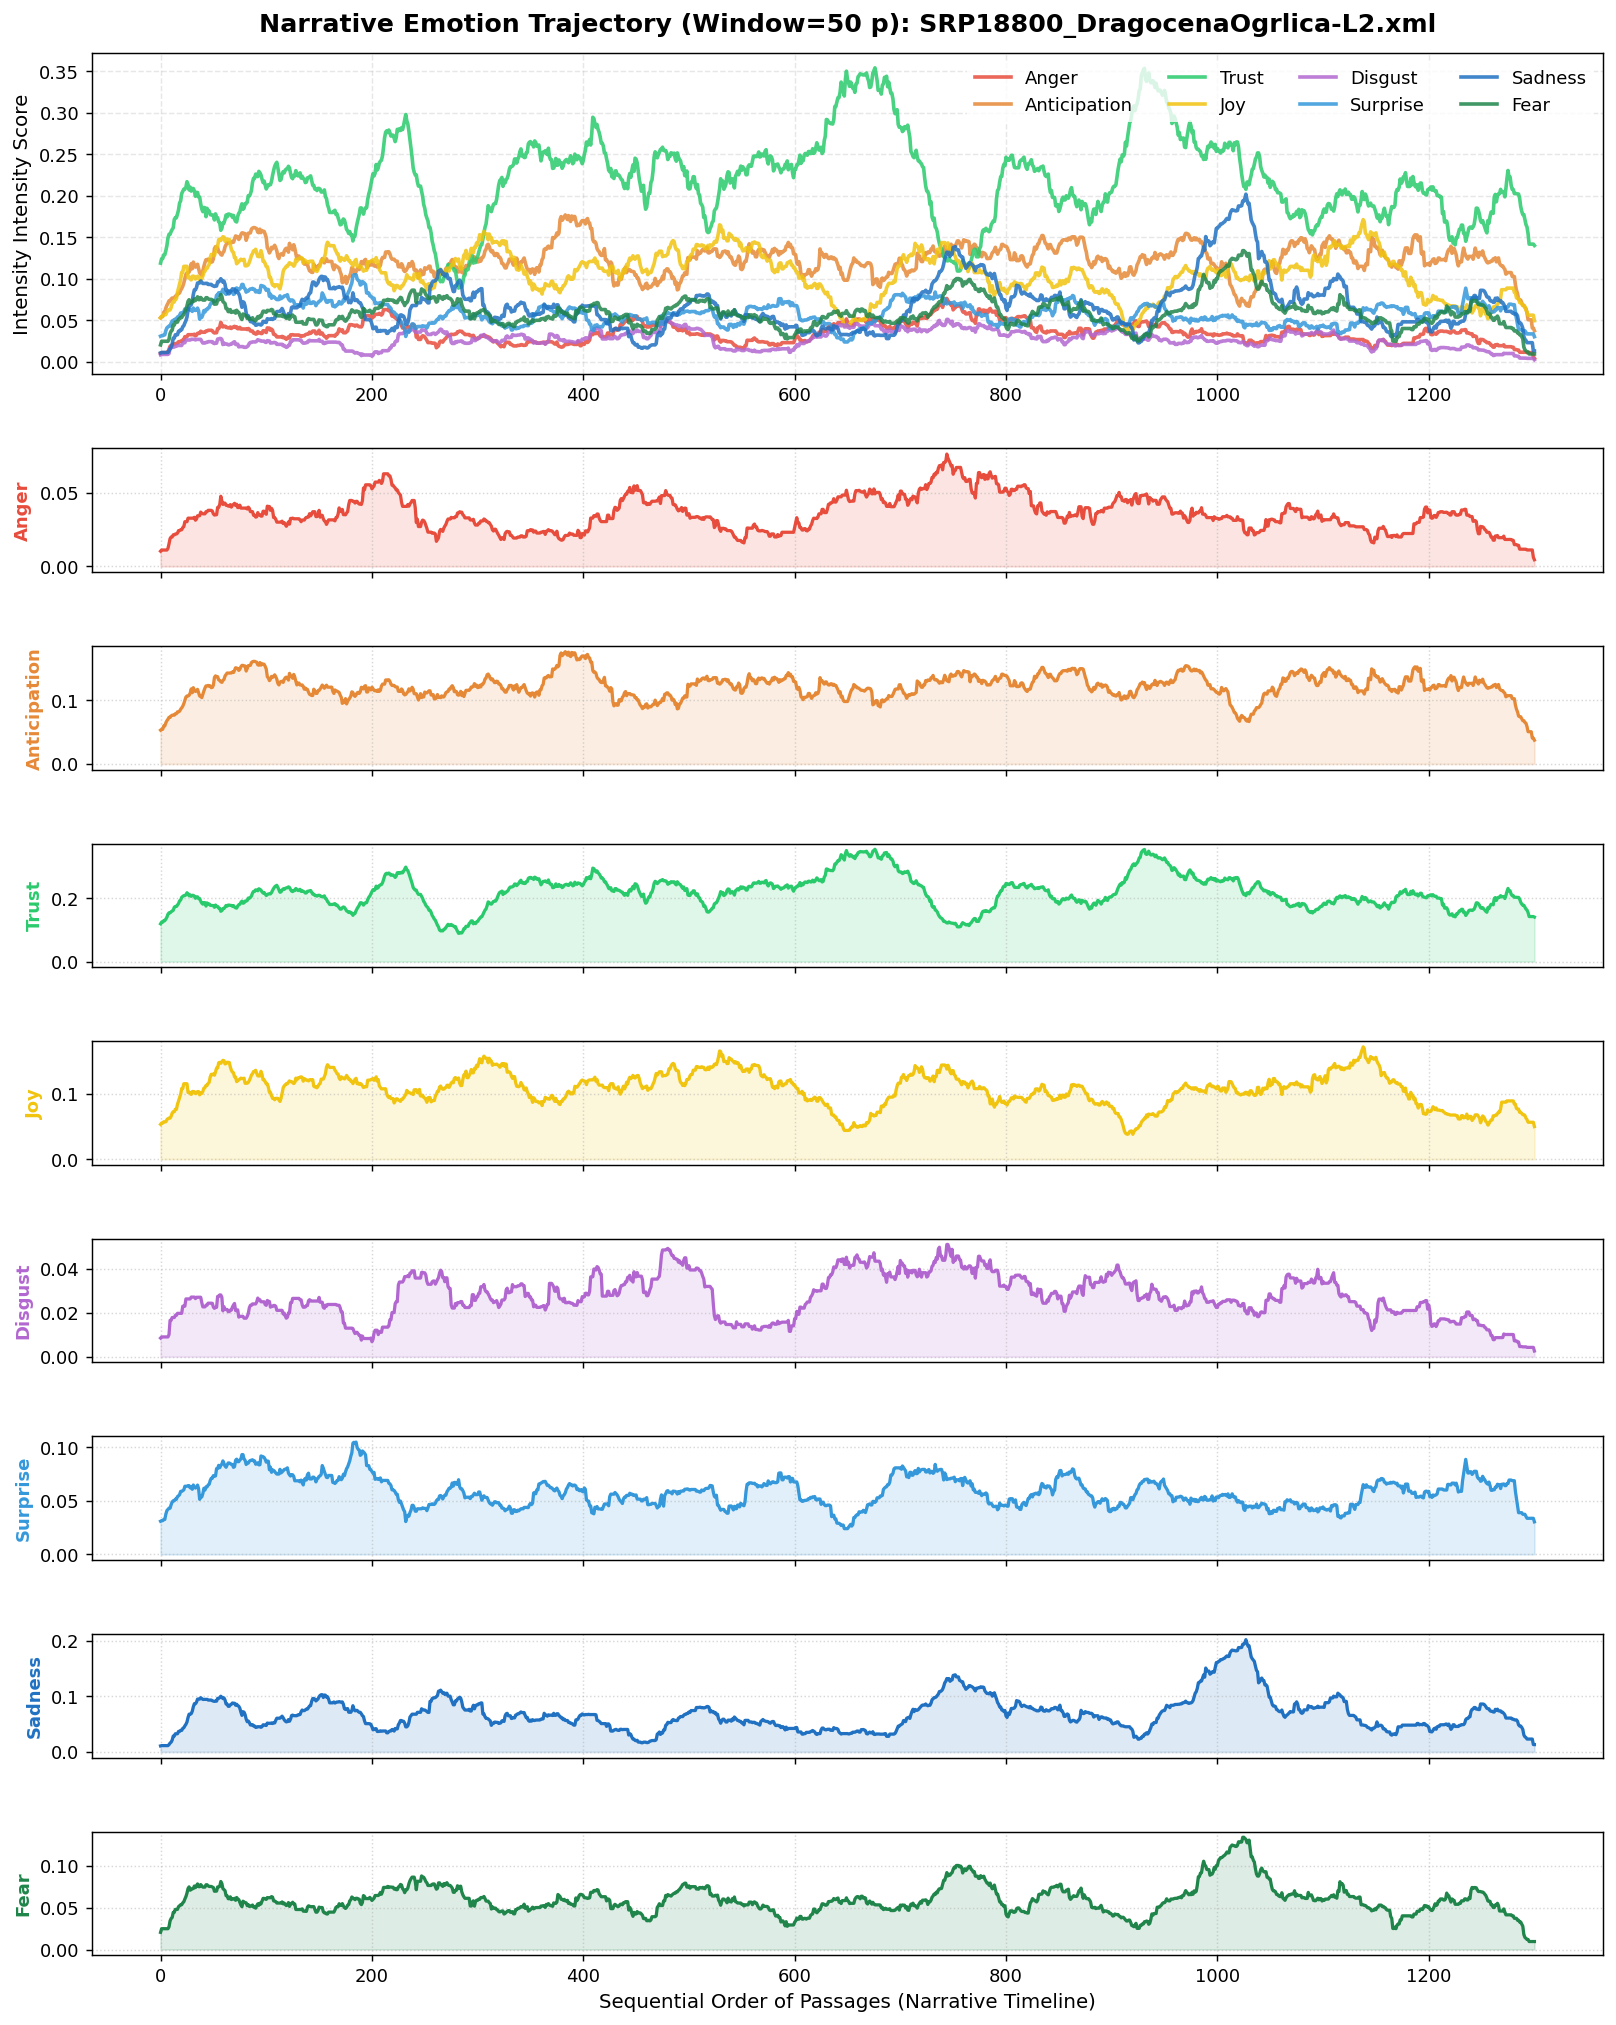 Narrative Emotion Trajectory (Window=50 p): SRP18800_DragocenaOgrlica-L2.xml
Intensity Intensity Score
0.35
0.30
0.25
0.20
0.15
0.10
0.05
0.00
Anger Trust Disgust Sadness
Anticipation Joy Surprise Fear
0 200 400 600 800 1000 1200
Anger
0.05
0.00
Anticipation
0.1
0.0
Trust
0.2
0.0
Joy
0.1
0.0
Disgust
0.04
0.02
0.00
Surprise
0.10
0.05
0.00
Sadness
0.2
0.1
0.0
Fear
0.10
0.05
0.00
0 200 400 600 800 1000 1200
Sequential Order of Passages (Narrative Timeline)